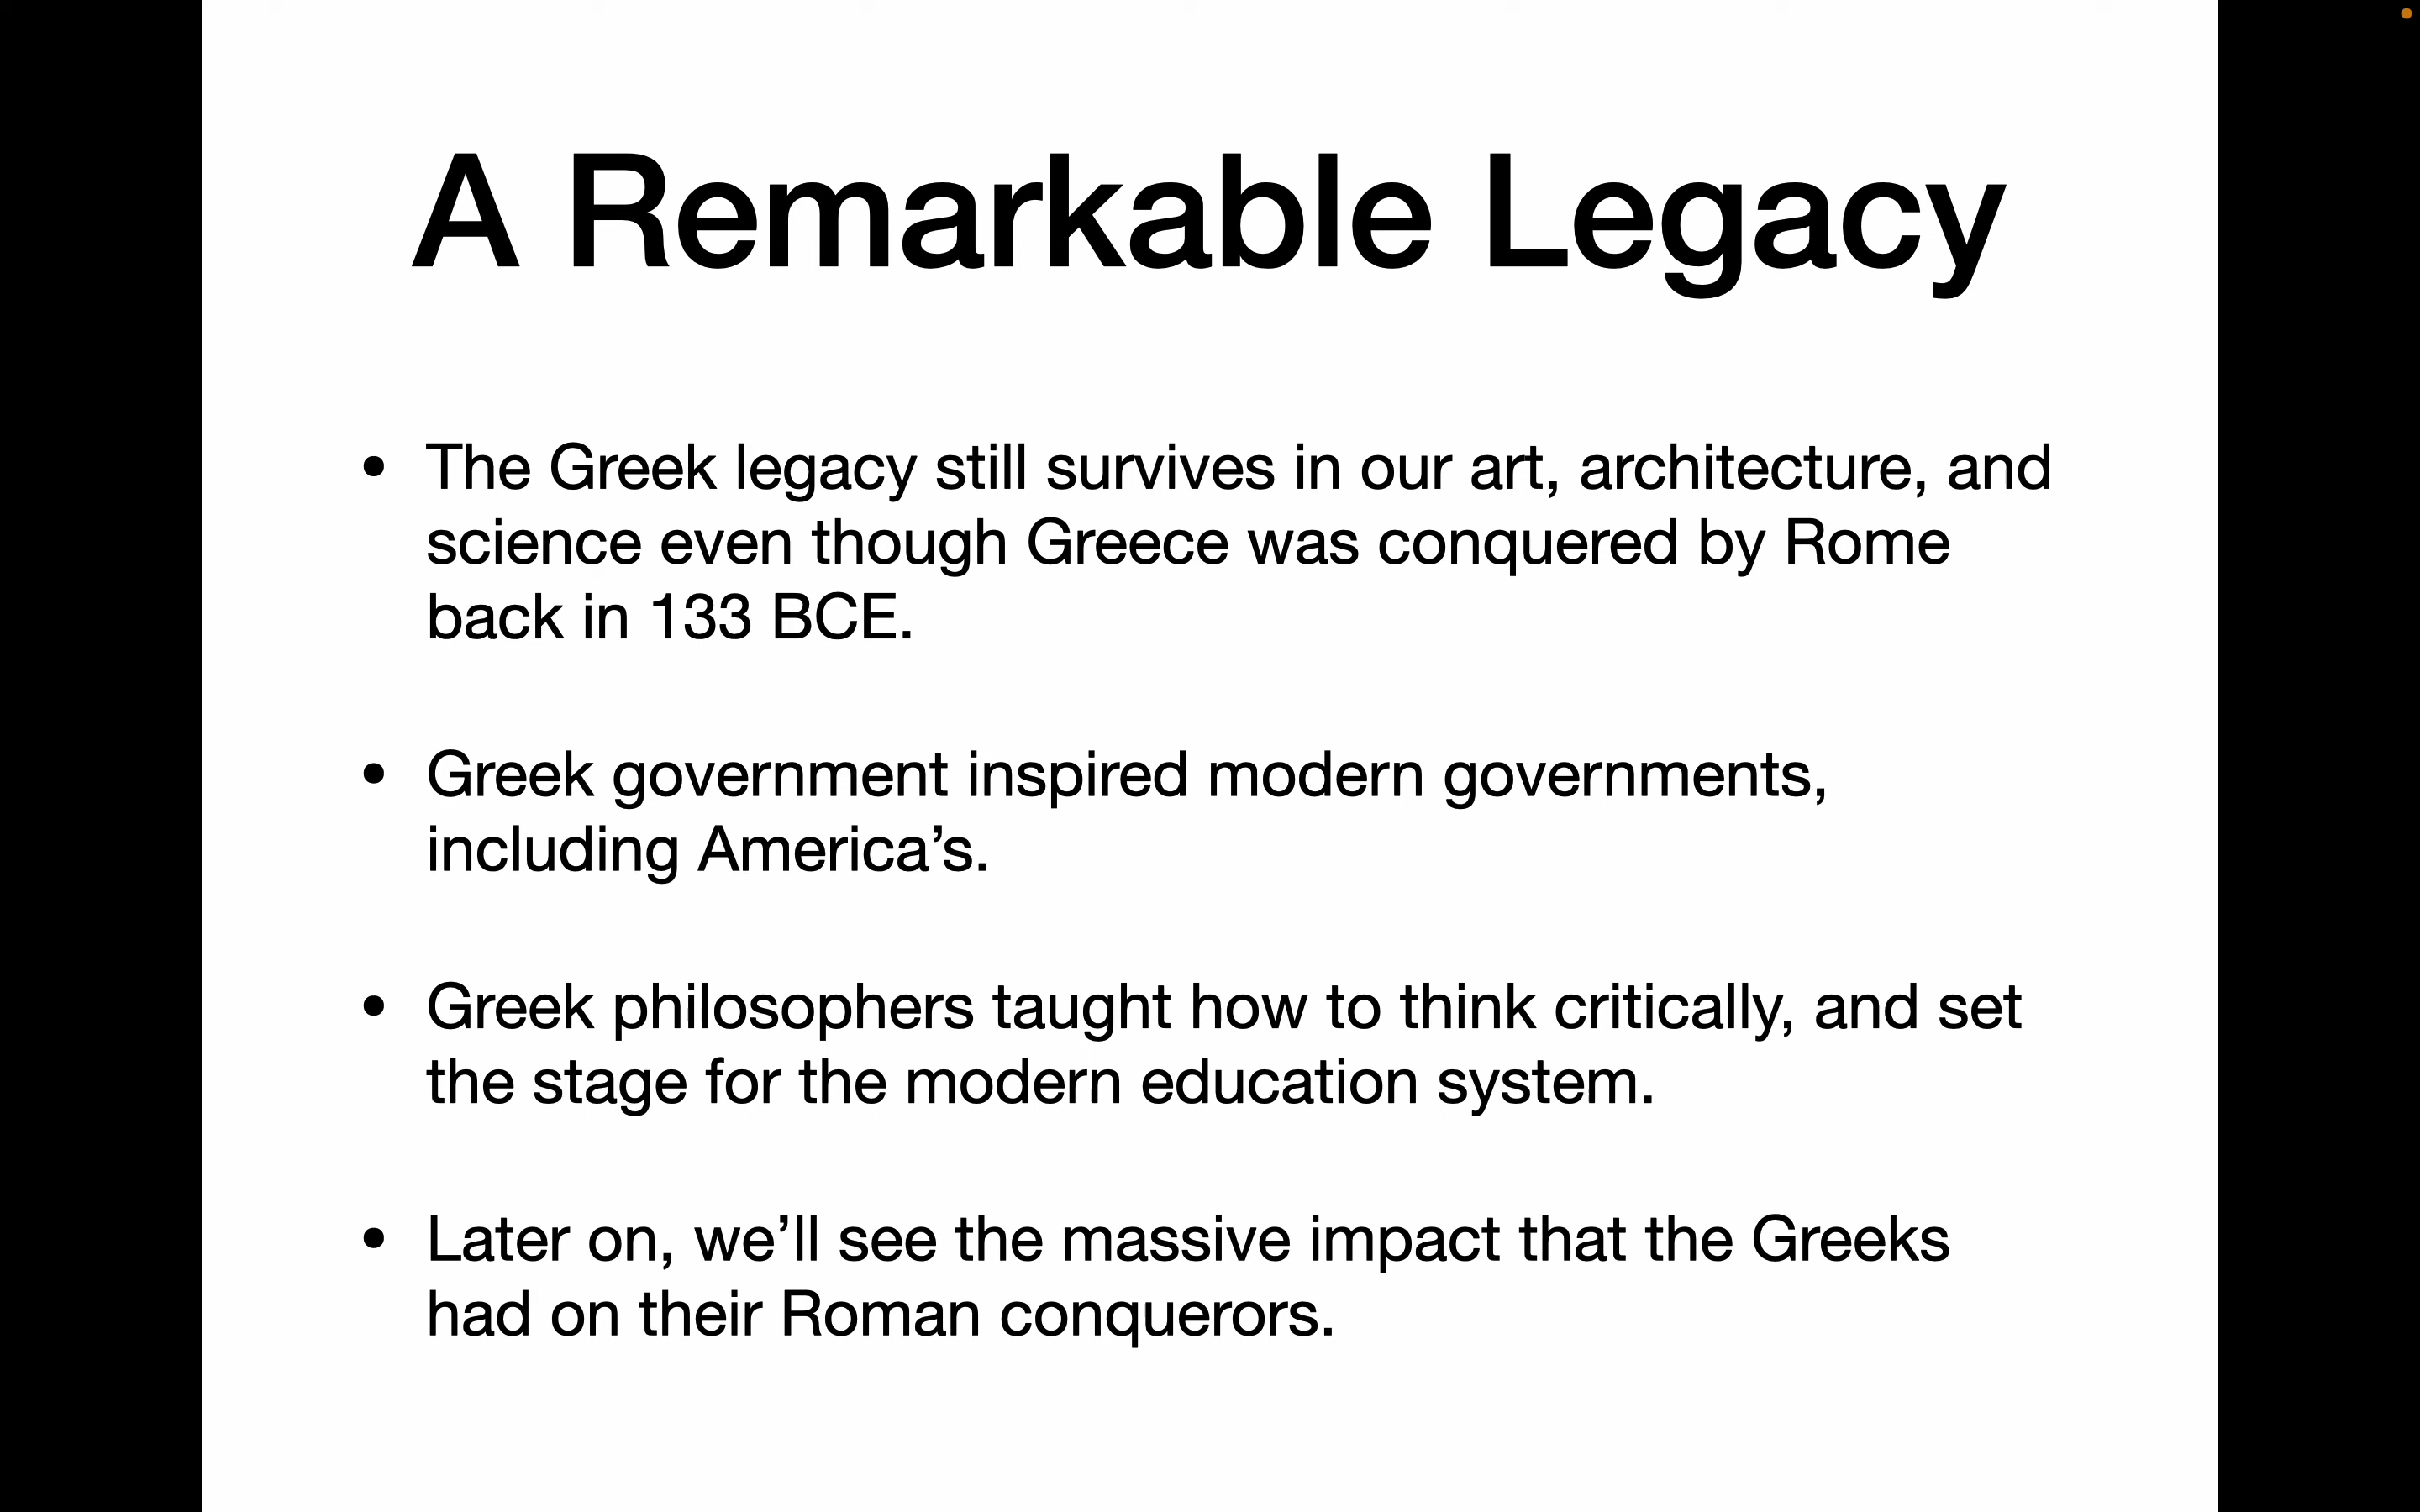 A Remarkable Legacy
• The Greek legacy still survives in our art, architecture, and
science even though Greece was conquered by Rome
back in 133 BCE.
• Greek government inspired modern governments,
including America’s.
• Greek philosophers taught how to think critically, and set
the stage for the modern education system.
• Later on, we’ll see the massive impact that the Greeks
had on their Roman conquerors.